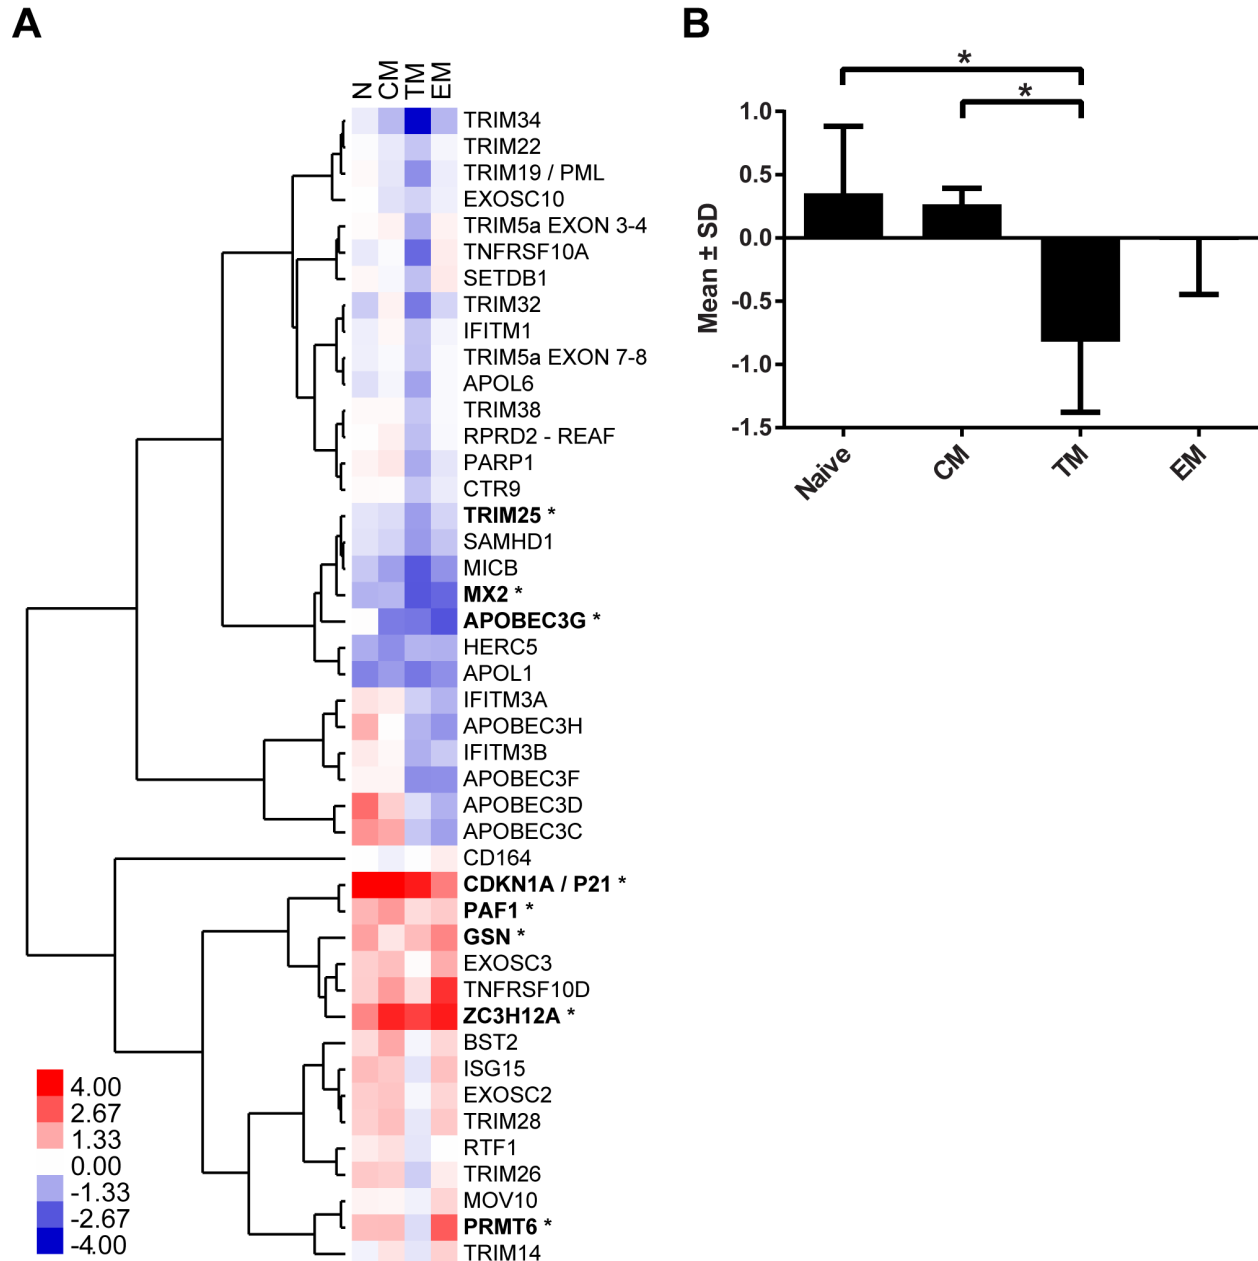 A
N CM TM EM
TRIM34
TRIM22
TRIM19 / PML
EXOSC10
TRIM5a EXON 3-4
TNFRSF10A
SETDB1
TRIM32
IFITM1
TRIM5a EXON 7-8
APOL6
TRIM38
RPRD2 - REAF
PARP1
CTR9
TRIM25 *
SAMHD1
MICB
MX2 *
APOBEC3G *
HERC5
APOL1
IFITM3A
APOBEC3H
IFITM3B
APOBEC3F
APOBEC3D
APOBEC3C
CD164
CDKN1A / P21 *
PAF1 *
GSN *
EXOSC3
TNFRSF10D
ZC3H12A *
BST2
ISG15
EXOSC2
TRIM28
RTF1
TRIM26
MOV10
PRMT6 *
TRIM14
4.00
2.67
1.33
0.00
-1.33
-2.67
-4.00
B
*
*
Mean ± SD
1.0
0.5
0.0
-0.5
-1.0
-1.5
Naive
CM
TM
EM